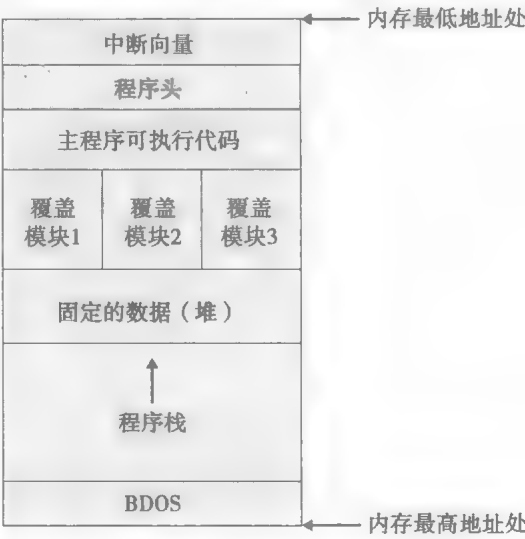 内存最低地址处
中断向量
程序头
主程序可执行代码
覆盖 覆盖 覆盖
模块1 模块2 模块3
固定的数据(堆)
程序栈
BDOS
内存最高地址处